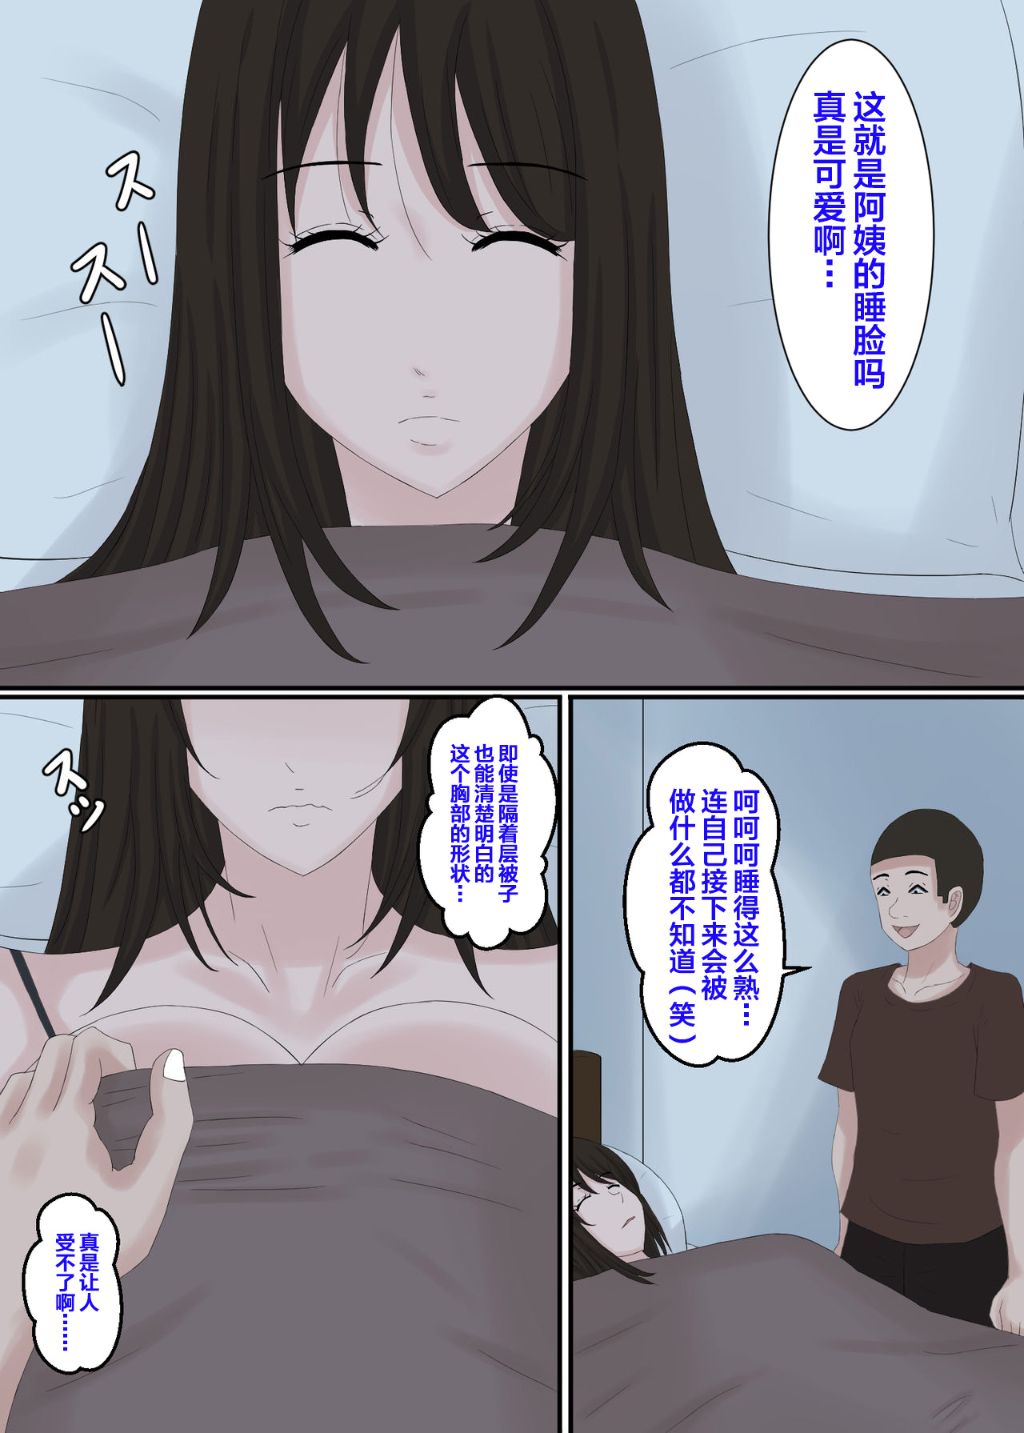 这就是阿姨的睡脸吗
真是可爱啊…
スー
スー
呵呵呵睡得这么熟…
连自己接下来会被
做什么都不知道（笑）
即使是隔着层被子
也能清楚明白的
这个胸部的形状…
スッ
真是让人
受不了啊……